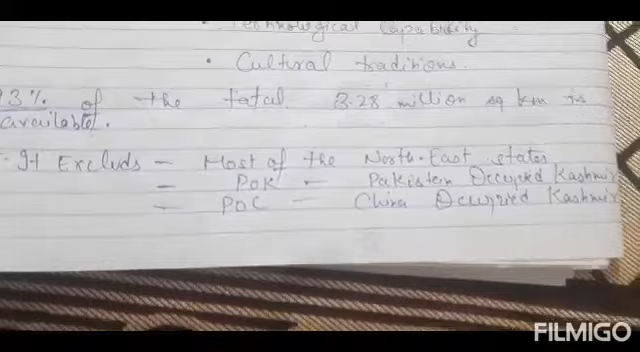 Technological Capability
• Cultural traditions.
93% of the total 3.28 million sq km is
available.
It Excluds - Most of the North-East states
- POK - Pakistan Occupied Kashmir
- POC - China Occupied Kashmir
FILMIGO